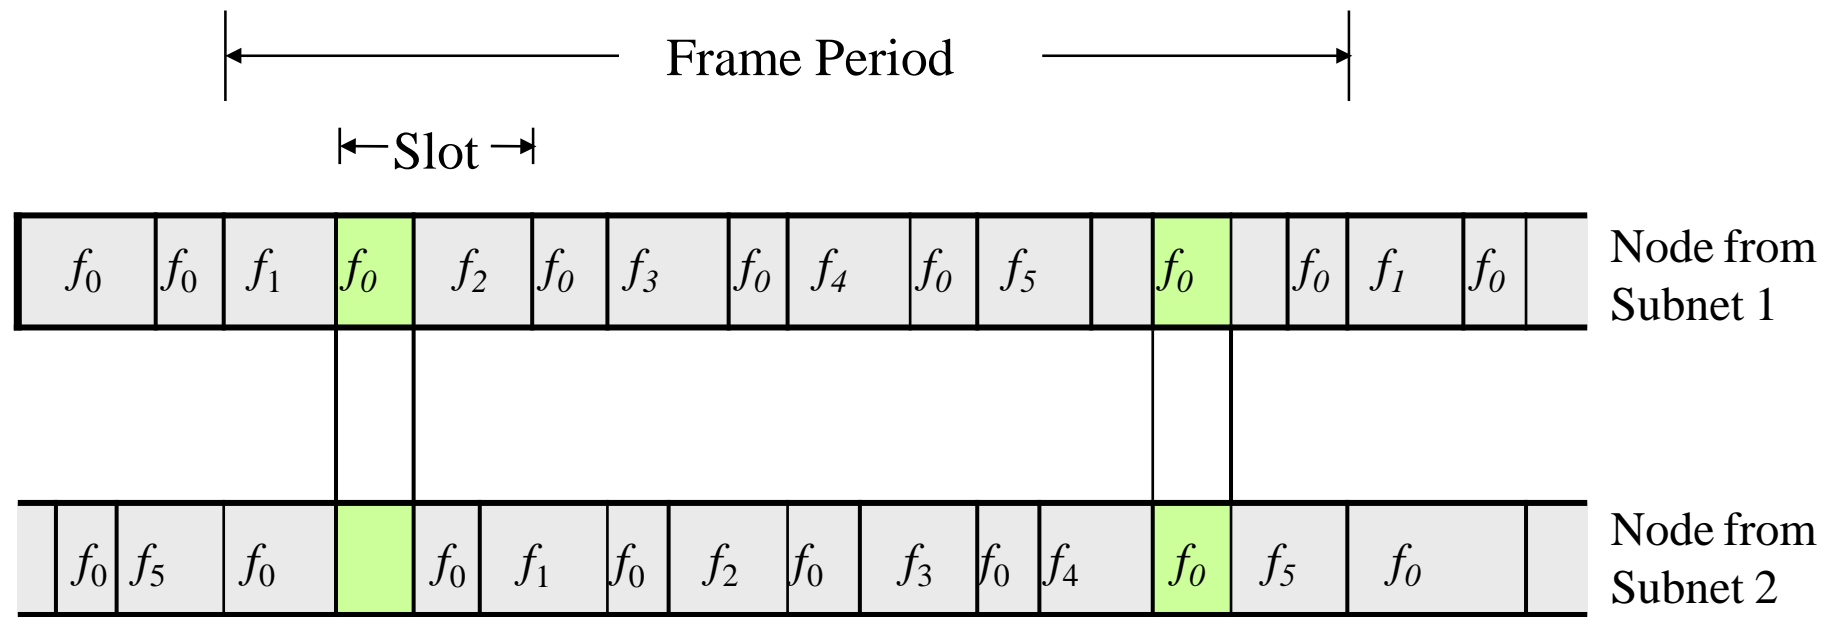 Frame Period
Slot
f₀ f₀ f₁ f₀ f₂ f₀ f₃ f₀ f₄ f₀ f₅ f₀ f₀ f₁ f₀
Node from
Subnet 1
f₀ f₅ f₀ f₀ f₁ f₀ f₂ f₀ f₃ f₀ f₄ f₀ f₅ f₀
Node from
Subnet 2